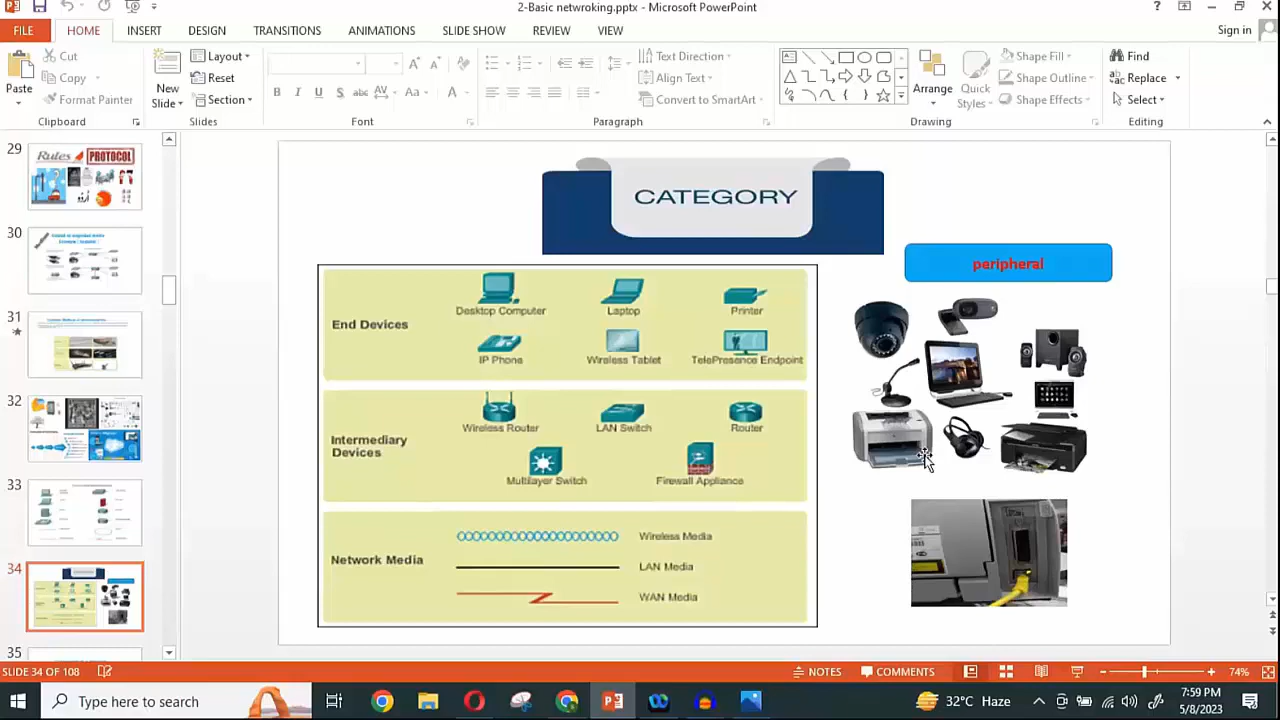 2-Basic netwroking.pptx - Microsoft PowerPoint
FILE
HOME
INSERT
DESIGN
TRANSITIONS
ANIMATIONS
SLIDE SHOW
REVIEW
VIEW
Sign in
Paste
Cut
Copy
Format Painter
Clipboard
New
Slide
Layout
Reset
Section
Slides
Font
Text Direction
Align Text
Convert to SmartArt
Paragraph
Arrange
Quick
Styles
Shape Fill
Shape Outline
Shape Effects
Drawing
Find
Replace
Select
Editing
29
Rules
PROTOCOL
30
31
32
33
34
35
CATEGORY
End Devices
Desktop Computer
Laptop
Printer
IP Phone
Wireless Tablet
TelePresence Endpoint
Intermediary
Devices
Wireless Router
LAN Switch
Router
Multilayer Switch
Firewall Appliance
Network Media
Wireless Media
LAN Media
WAN Media
peripheral
SLIDE 34 OF 108
NOTES
COMMENTS
74%
Type here to search
32°C Haze
7:59 PM
5/8/2023